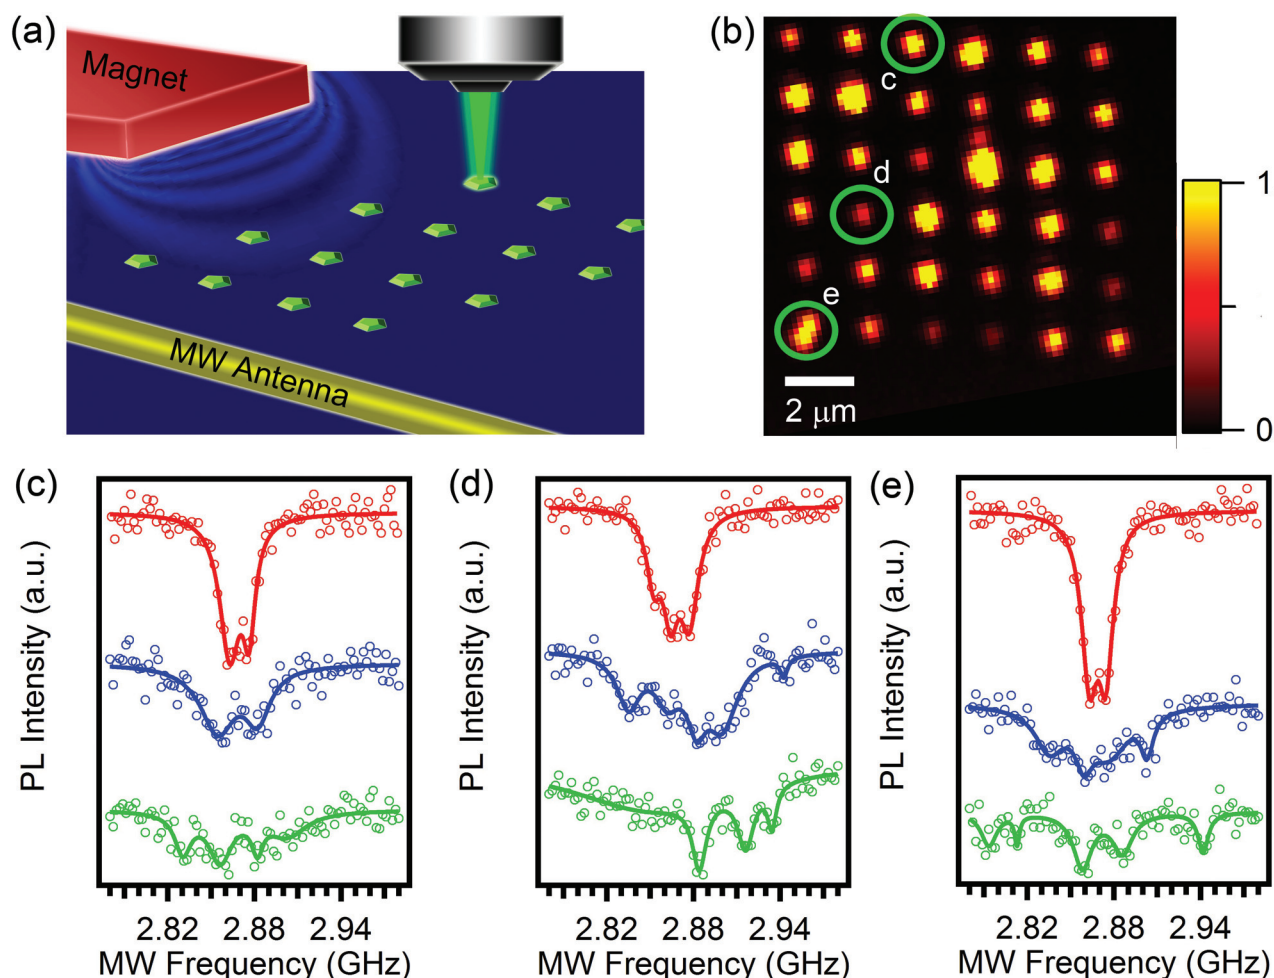 (a)
Magnet
MW Antenna
(b)
c
d
e
2 μm
1
0
(c)
PL Intensity (a.u.)
2.82 2.88 2.94
MW Frequency (GHz)
(d)
PL Intensity (a.u.)
2.82 2.88 2.94
MW Frequency (GHz)
(e)
PL Intensity (a.u.)
2.82 2.88 2.94
MW Frequency (GHz)